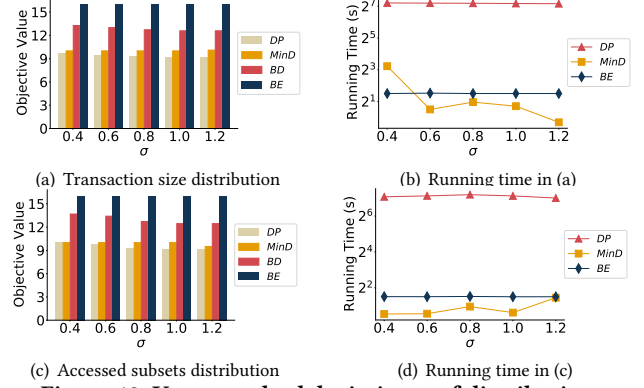 15
12
9
6
3
0
Objective Value
0.4 0.6 0.8 1.0 1.2
σ
DP
MinD
BD
BE
2^7
2^5
2^3
2^1
Running Time (s)
0.4 0.6 0.8 1.0 1.2
σ
DP
MinD
BE
(a) Transaction size distribution
(b) Running time in (a)
15
12
9
6
3
0
Objective Value
0.4 0.6 0.8 1.0 1.2
σ
DP
MinD
BD
BE
2^6
2^4
2^2
Running Time (s)
0.4 0.6 0.8 1.0 1.2
σ
DP
MinD
BE
(c) Accessed subsets distribution
(d) Running time in (c)